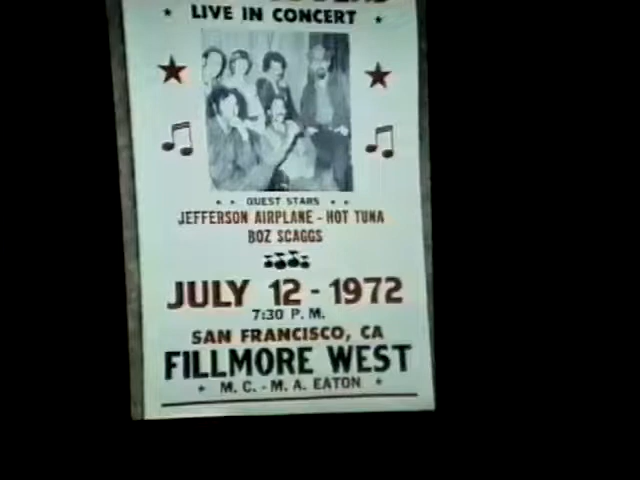 LIVE IN CONCERT
GUEST STARS
JEFFERSON AIRPLANE - HOT TUNA
BOZ SCAGGS
JULY 12 - 1972
7:30 P. M.
SAN FRANCISCO, CA
FILLMORE WEST
M. C. - M. A. EATON